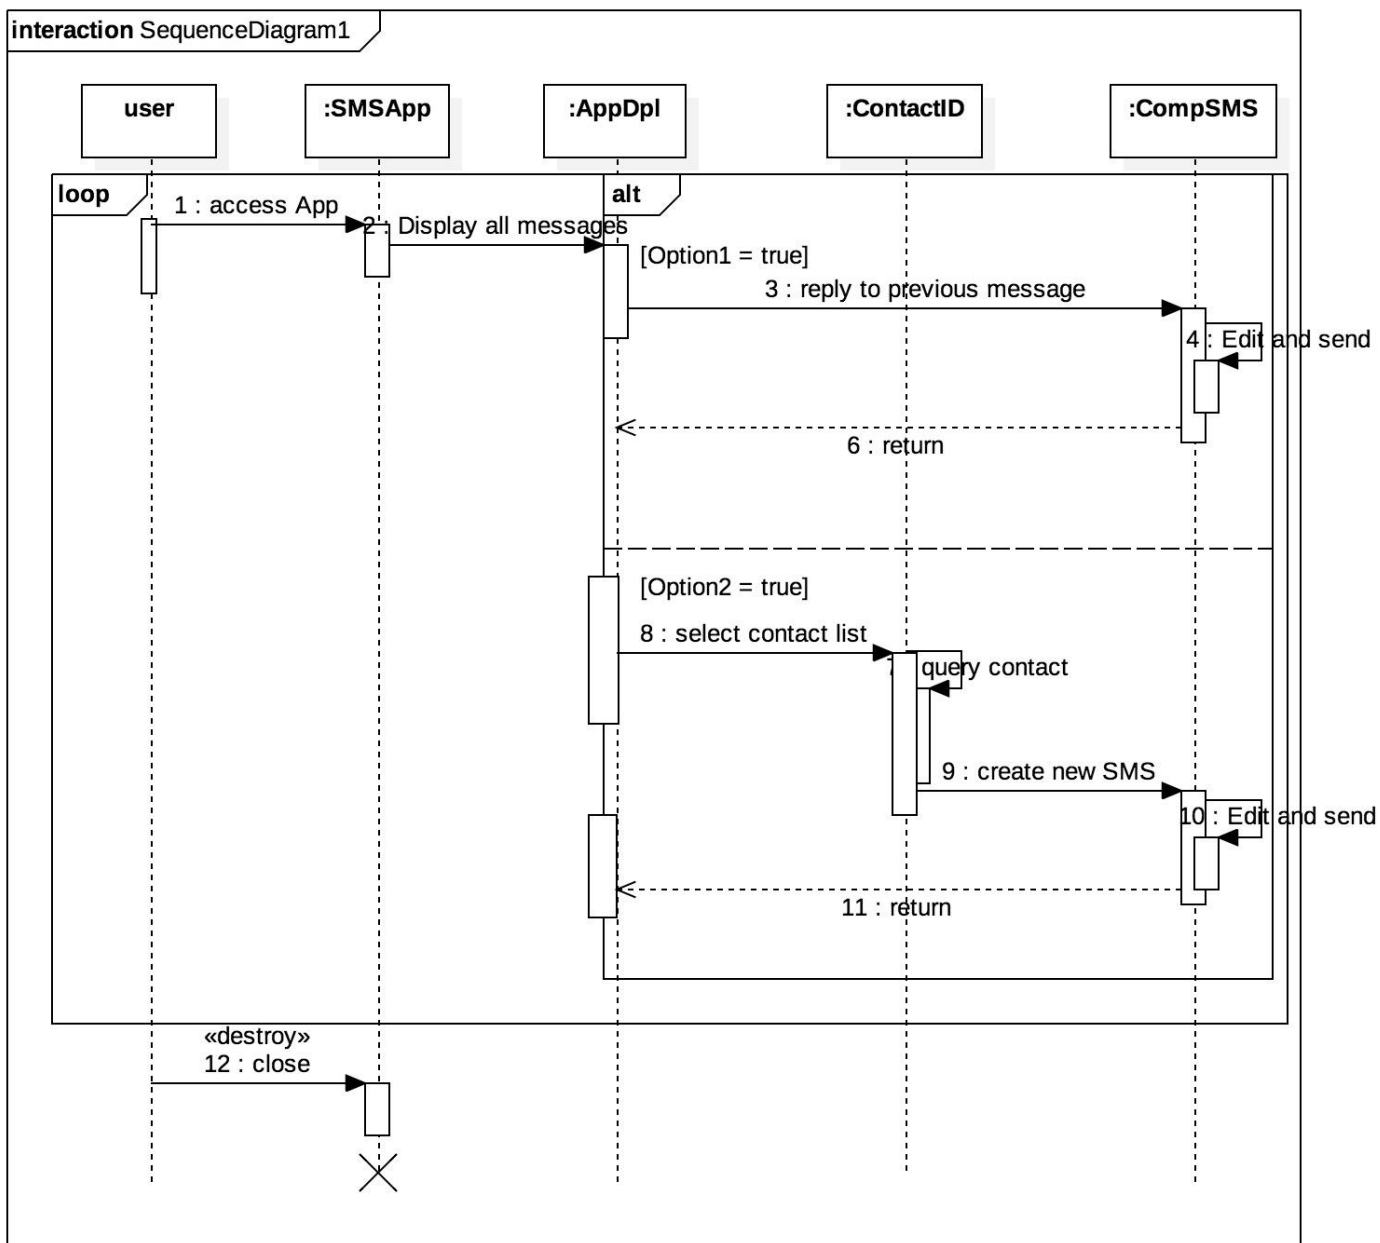 interaction SequenceDiagram1
user
:SMSApp
:AppDpl
:ContactID
:CompSMS
loop
alt
1 : access App
2 : Display all messages
[Option1 = true]
3 : reply to previous message
4 : Edit and send
6 : return
[Option2 = true]
8 : select contact list
query contact
9 : create new SMS
10 : Edit and send
11 : return
«destroy»
12 : close